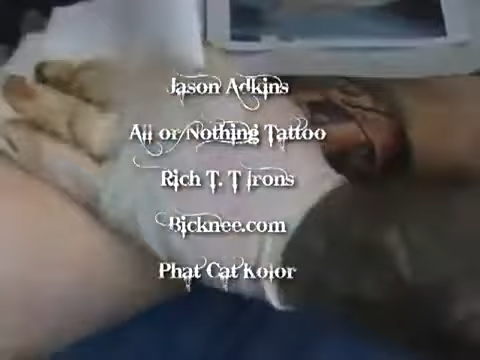 Jason Adkins
All or Nothing Tattoo
Rich T. T Irons
Bicknee.com
Phat Cat Kolor